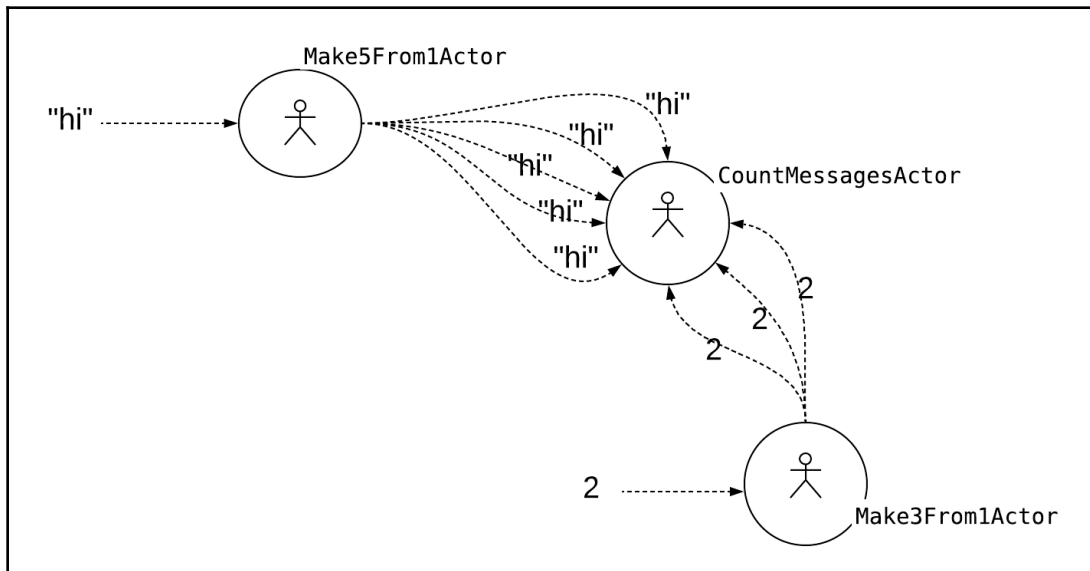 Make5From1Actor
"hi"
"hi"
"hi"
"hi"
"hi"
"hi"
CountMessagesActor
2
2
2
2
Make3From1Actor